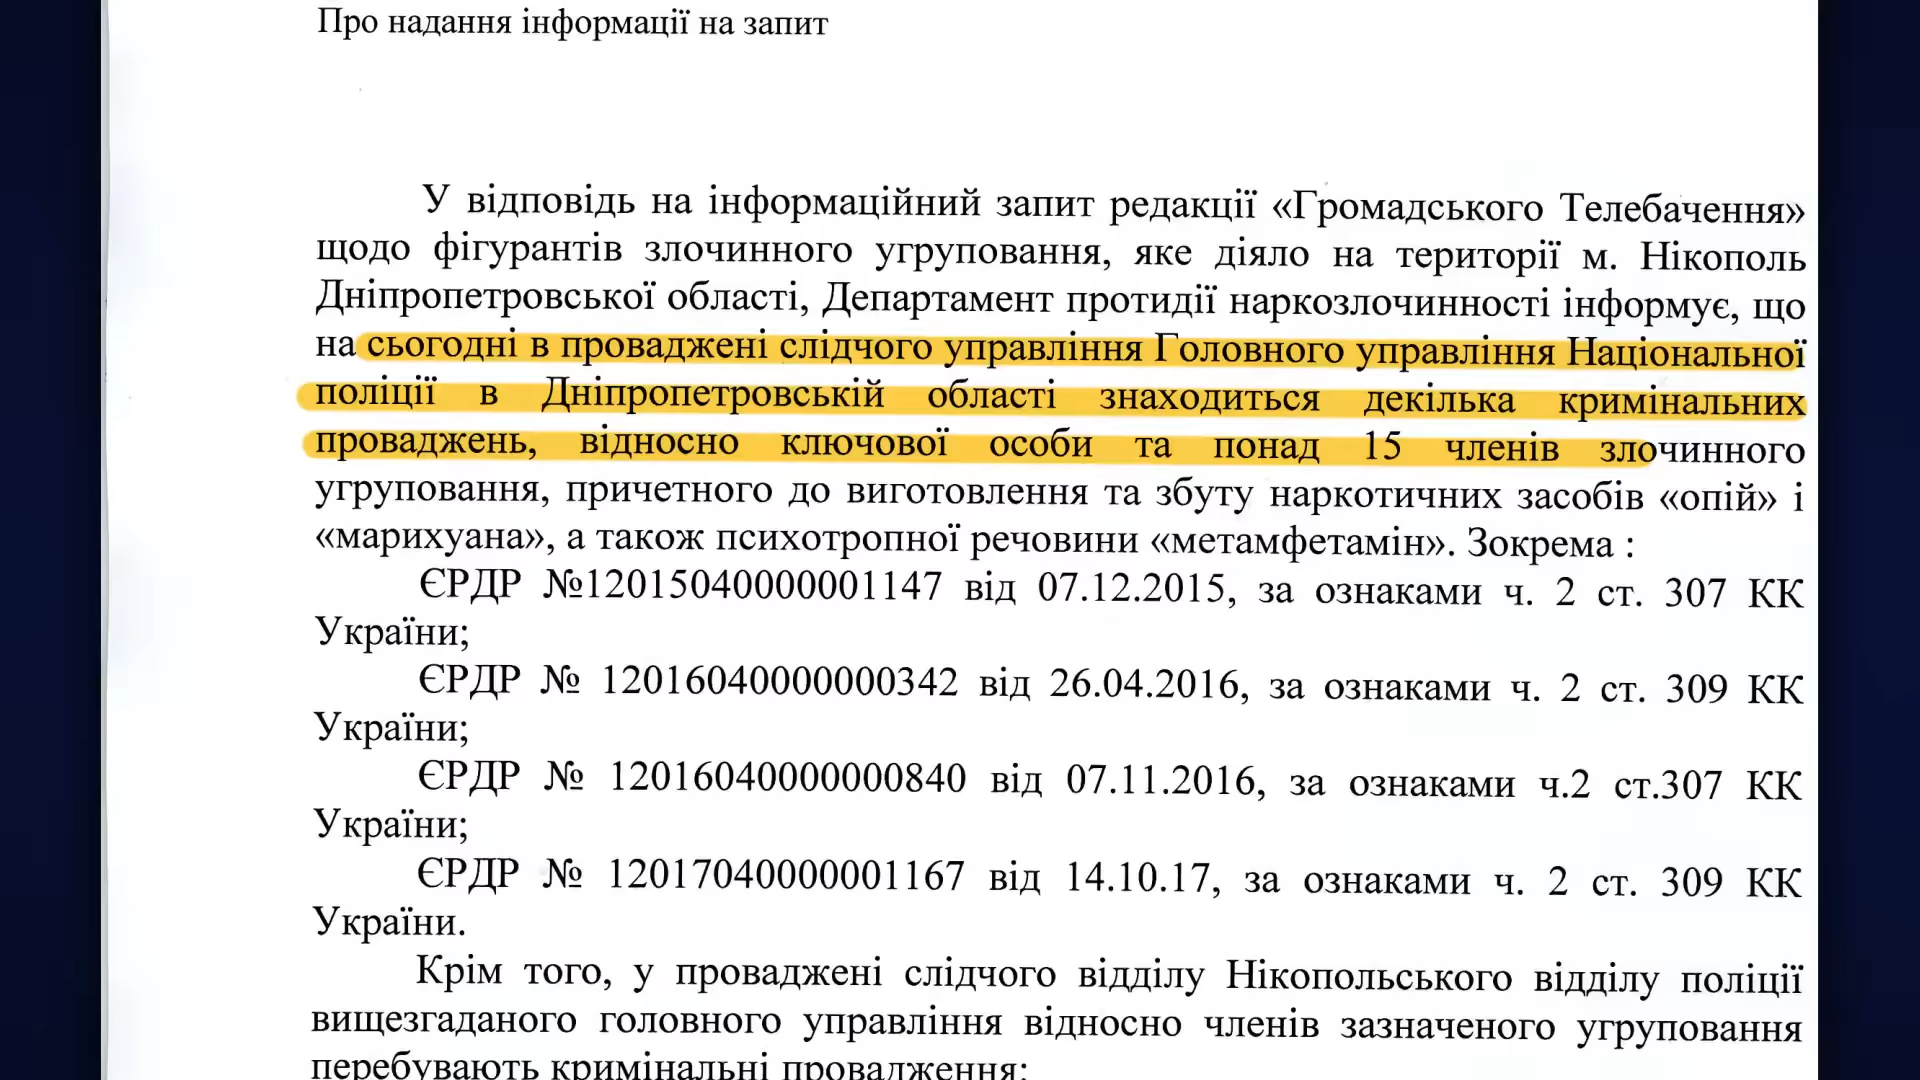 Про надання інформації на запит
У відповідь на інформаційний запит редакції «Громадського Телебачення»
щодо фігурантів злочинного угруповання, яке діяло на території м. Нікополь
Дніпропетровської області, Департамент протидії наркозлочинності інформує, що
на сьогодні в проваджені слідчого управління Головного управління Національної
поліції в Дніпропетровській області знаходиться декілька кримінальних
проваджень, відносно ключової особи та понад 15 членів злочинного
угруповання, причетного до виготовлення та збуту наркотичних засобів «опій» і
«марихуана», а також психотропної речовини «метамфетамін». Зокрема :
ЄРДР №12015040000001147 від 07.12.2015, за ознаками ч. 2 ст. 307 КК
України;
ЄРДР № 12016040000000342 від 26.04.2016, за ознаками ч. 2 ст. 309 КК
України;
ЄРДР № 12016040000000840 від 07.11.2016, за ознаками ч.2 ст.307 КК
України;
ЄРДР № 12017040000001167 від 14.10.17, за ознаками ч. 2 ст. 309 КК
України.
Крім того, у провадженні слідчого відділу Нікопольського відділу поліції
вищезгаданого головного управління відносно членів зазначеного угруповання
перебувають кримінальні провадження: